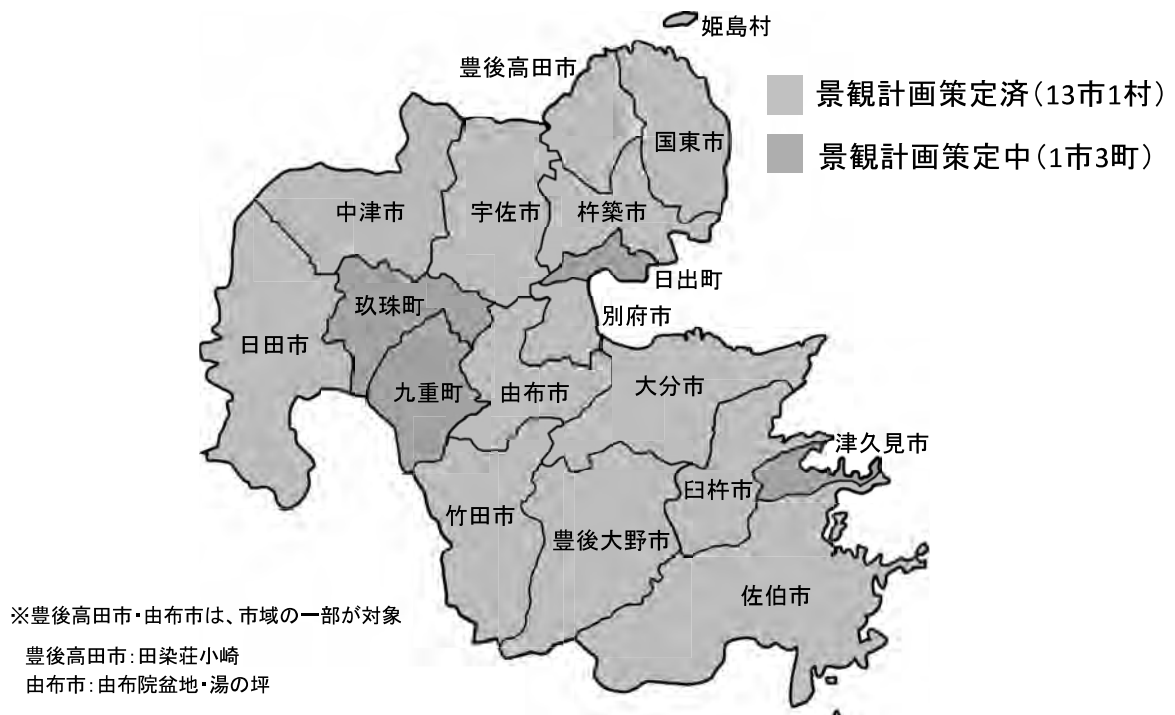 姫島村
豊後高田市
景観計画策定済(13市1村)
国東市
景観計画策定中(1市3町)
中津市
宇佐市
杵築市
日出町
玖珠町
別府市
日田市
大分市
九重町
由布市
津久見市
臼杵市
竹田市
豊後大野市
佐伯市
※豊後高田市・由布市は、市域の一部が対象
豊後高田市:田染荘小崎
由布市:由布院盆地・湯の坪